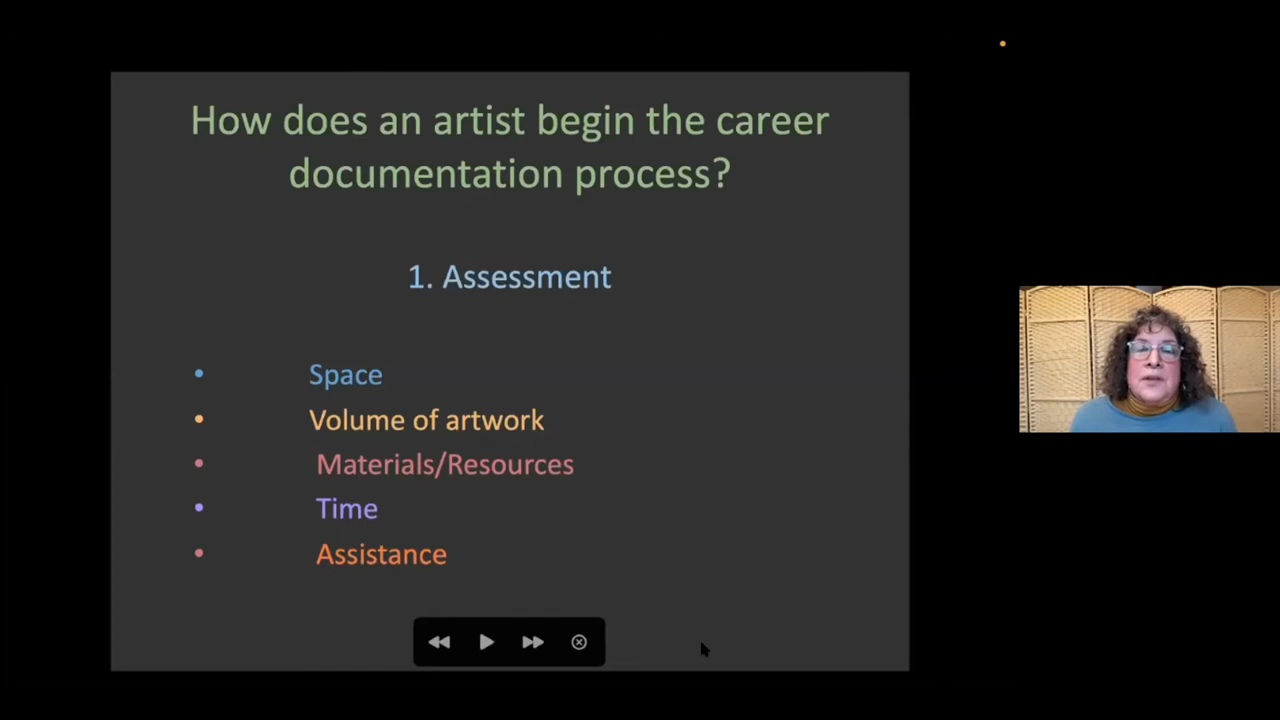 How does an artist begin the career
documentation process?
1. Assessment
• Space
• Volume of artwork
• Materials/Resources
• Time
• Assistance